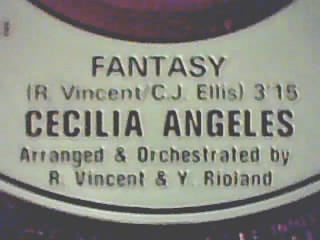 FANTASY
(R. Vincent/C.J. Ellis) 3'15
CECILIA ANGELES
Arranged & Orchestrated by
R. Vincent & Y. Rioland